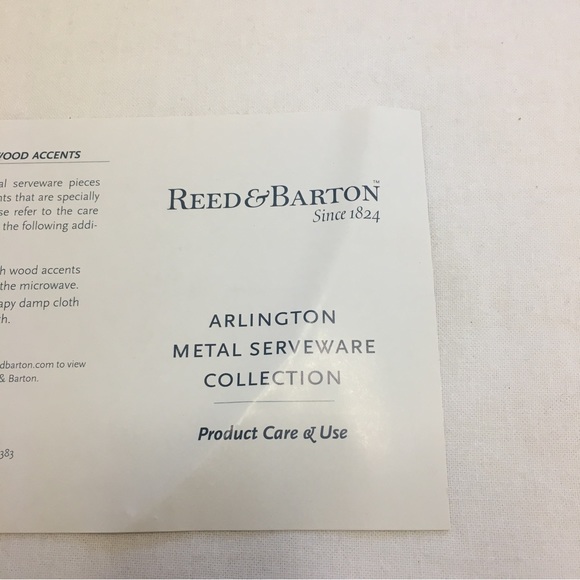 WOOD ACCENTS
al serveware pieces
nts that are specially
se refer to the care
the following addi-
h wood accents
the microwave.
apy damp cloth
h.
dbarton.com to view
& Barton.
383
REED & BARTON™
Since 1824
ARLINGTON
METAL SERVEWARE
COLLECTION
Product Care & Use